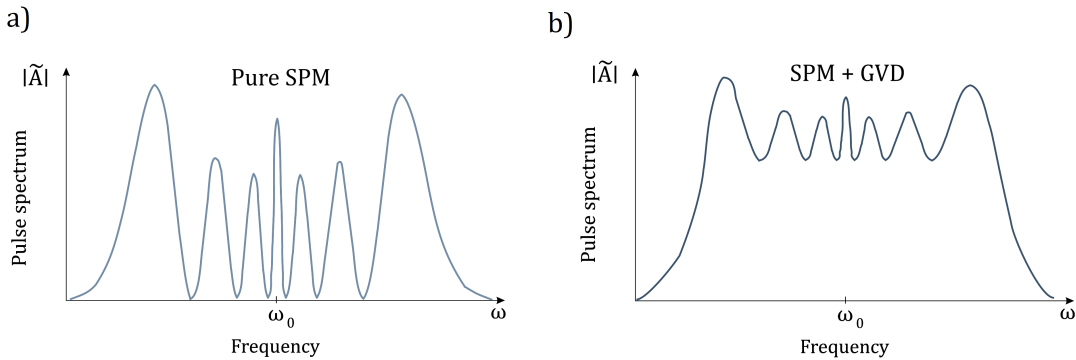 a)
|Ã|
Pure SPM
Pulse spectrum
ω₀
ω
Frequency
b)
|Ã|
SPM + GVD
Pulse spectrum
ω₀
ω
Frequency